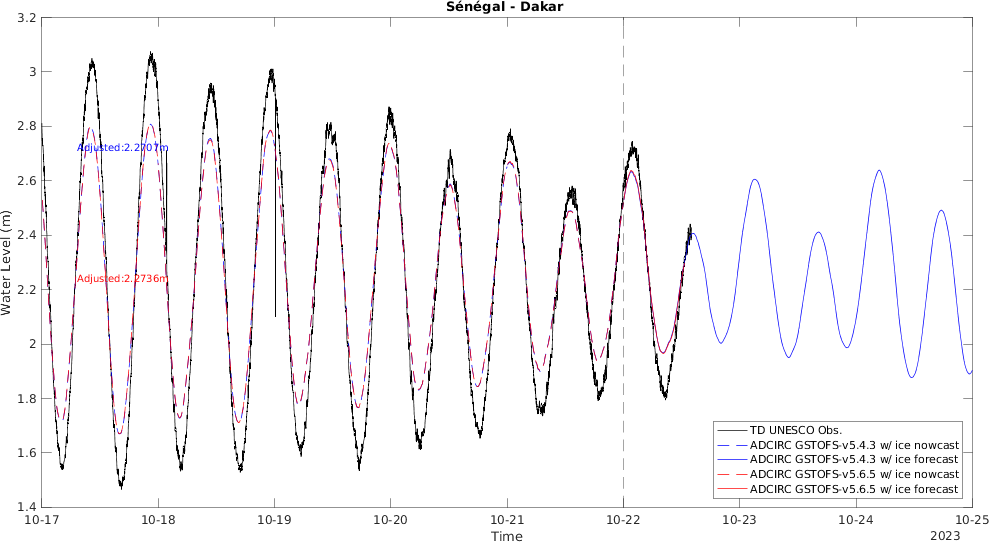 Sénégal - Dakar
3.2
3
2.8
2.6
2.4
2.2
2
1.8
1.6
1.4
Water Level (m)
Adjusted:2.2707m
Adjusted:2.2736m
TD UNESCO Obs.
ADCIRC GSTOFS-v5.4.3 w/ ice nowcast
ADCIRC GSTOFS-v5.4.3 w/ ice forecast
ADCIRC GSTOFS-v5.6.5 w/ ice nowcast
ADCIRC GSTOFS-v5.6.5 w/ ice forecast
10-17 10-18 10-19 10-20 10-21 10-22 10-23 10-24 10-25
Time
2023